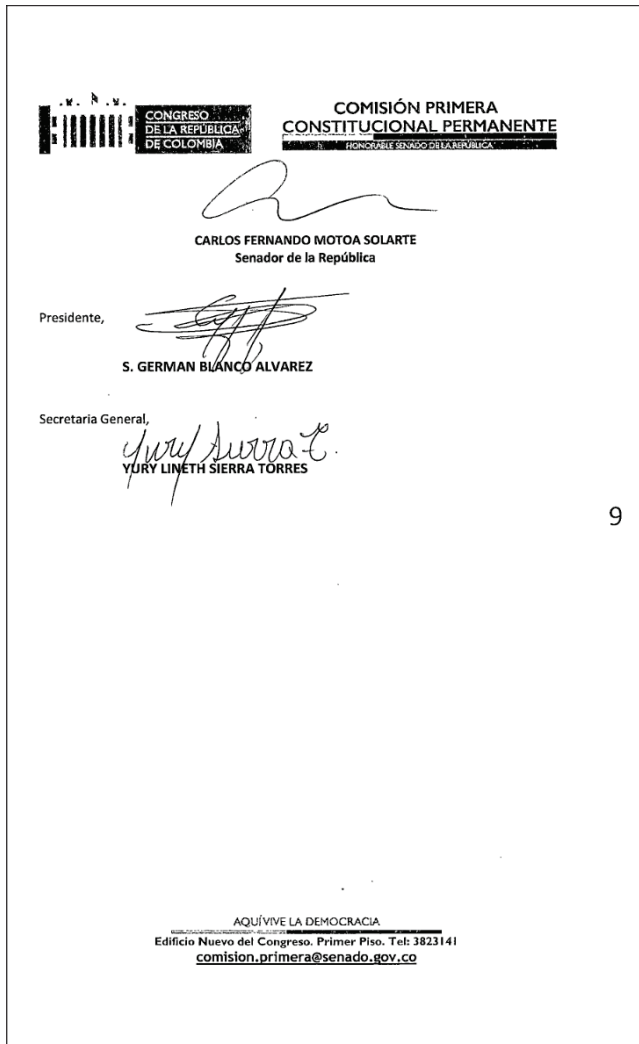 CONGRESO
DE LA REPÚBLICA
DE COLOMBIA
COMISIÓN PRIMERA
CONSTITUCIONAL PERMANENTE
HONORABLE SENADO DE LA REPÚBLICA
CARLOS FERNANDO MOTOA SOLARTE
Senador de la República
Presidente,
S. GERMAN BLANCO ALVAREZ
Secretaria General,
Yury Sierra T.
YURY LINETH SIERRA TORRES
9
AQUÍ VIVE LA DEMOCRACIA
Edificio Nuevo del Congreso. Primer Piso. Tel: 3823141
comision.primera@senado.gov.co